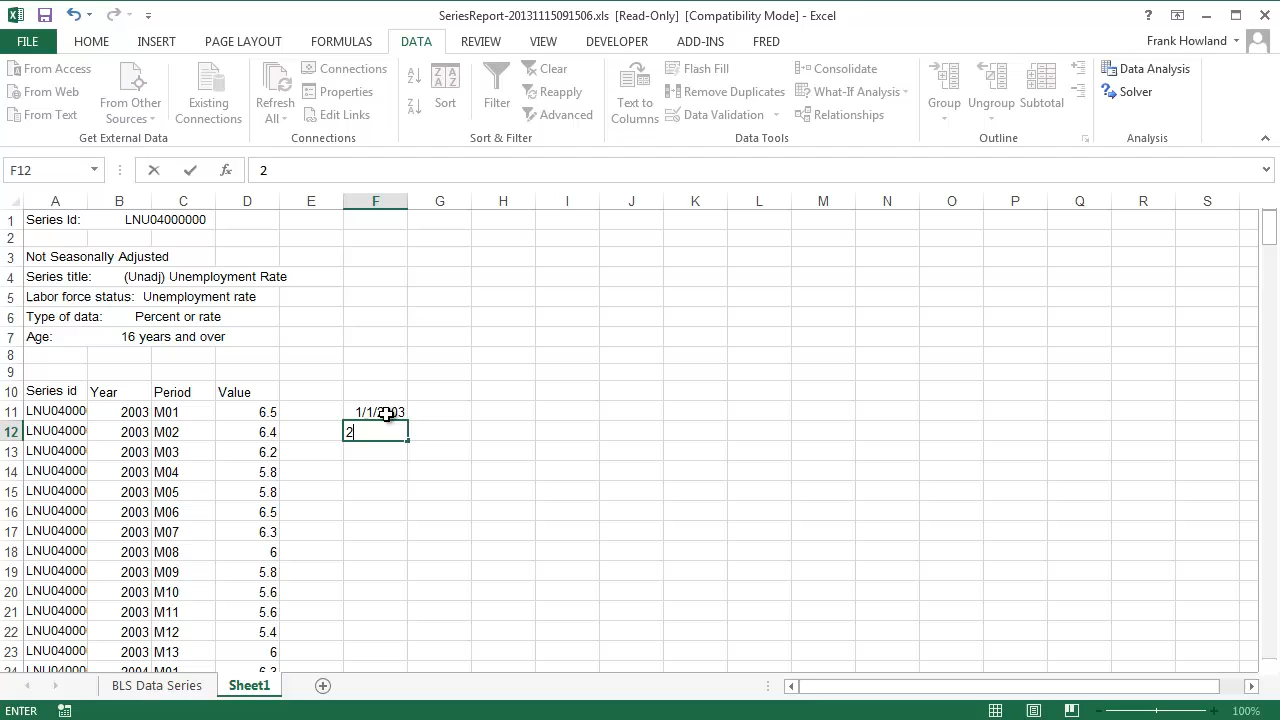 SeriesReport-20131115091506.xls [Read-Only] [Compatibility Mode] - Excel
FILE HOME INSERT PAGE LAYOUT FORMULAS DATA REVIEW VIEW DEVELOPER ADD-INS FRED Frank Howland
From Access
From Web
From Text
From Other Sources
Existing Connections
Get External Data
Refresh All
Connections
Properties
Edit Links
Connections
Sort
Filter
Clear
Reapply
Advanced
Sort & Filter
Text to Columns
Flash Fill
Remove Duplicates
Data Validation
Consolidate
What-If Analysis
Relationships
Data Tools
Group
Ungroup
Subtotal
Outline
Data Analysis
Solver
Analysis
F12 fx 2
A B C D E F G H I J K L M N O P Q R S
1 Series Id: LNU04000000
2
3 Not Seasonally Adjusted
4 Series title: (Unadj) Unemployment Rate
5 Labor force status: Unemployment rate
6 Type of data: Percent or rate
7 Age: 16 years and over
8
9
10 Series id Year Period Value
11 LNU04000 2003 M01 6.5 1/1/2003
12 LNU04000 2003 M02 6.4 2
13 LNU04000 2003 M03 6.2
14 LNU04000 2003 M04 5.8
15 LNU04000 2003 M05 5.8
16 LNU04000 2003 M06 6.5
17 LNU04000 2003 M07 6.3
18 LNU04000 2003 M08 6
19 LNU04000 2003 M09 5.8
20 LNU04000 2003 M10 5.6
21 LNU04000 2003 M11 5.6
22 LNU04000 2003 M12 5.4
23 LNU04000 2003 M13 6
24 LNU04000 2004 M01 6.3
BLS Data Series Sheet1
ENTER 100%